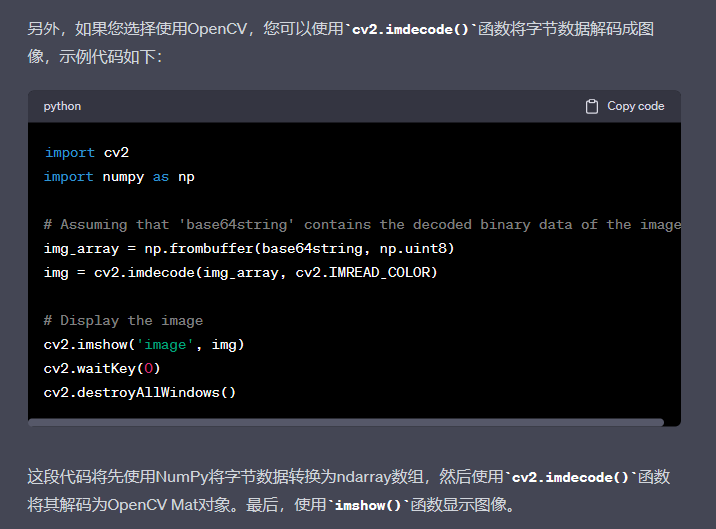 另外，如果您选择使用OpenCV，您可以使用`cv2.imdecode()`函数将字节数据解码成图
像，示例代码如下：
python Copy code
import cv2
import numpy as np
# Assuming that 'base64string' contains the decoded binary data of the image
img_array = np.frombuffer(base64string, np.uint8)
img = cv2.imdecode(img_array, cv2.IMREAD_COLOR)
# Display the image
cv2.imshow('image', img)
cv2.waitKey(0)
cv2.destroyAllWindows()
这段代码将先使用NumPy将字节数据转换为ndarray数组，然后使用`cv2.imdecode()`函数
将其解码为OpenCV Mat对象。最后，使用`imshow()`函数显示图像。